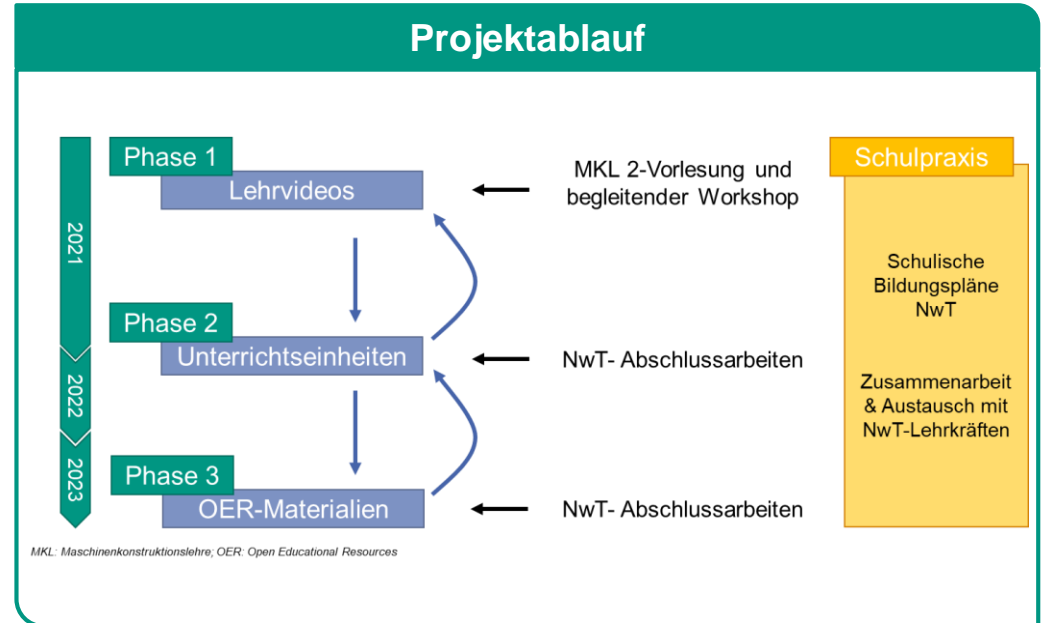 Projektablauf
Phase 1
Lehrvideos
MKL 2-Vorlesung und
begleitender Workshop
Schulpraxis
2021
Schulische
Bildungspläne
NwT
Phase 2
Unterrichtseinheiten
NwT- Abschlussarbeiten
2022
Zusammenarbeit
& Austausch mit
NwT-Lehrkräften
2023
Phase 3
OER-Materialien
NwT- Abschlussarbeiten
MKL: Maschinenkonstruktionslehre; OER: Open Educational Resources